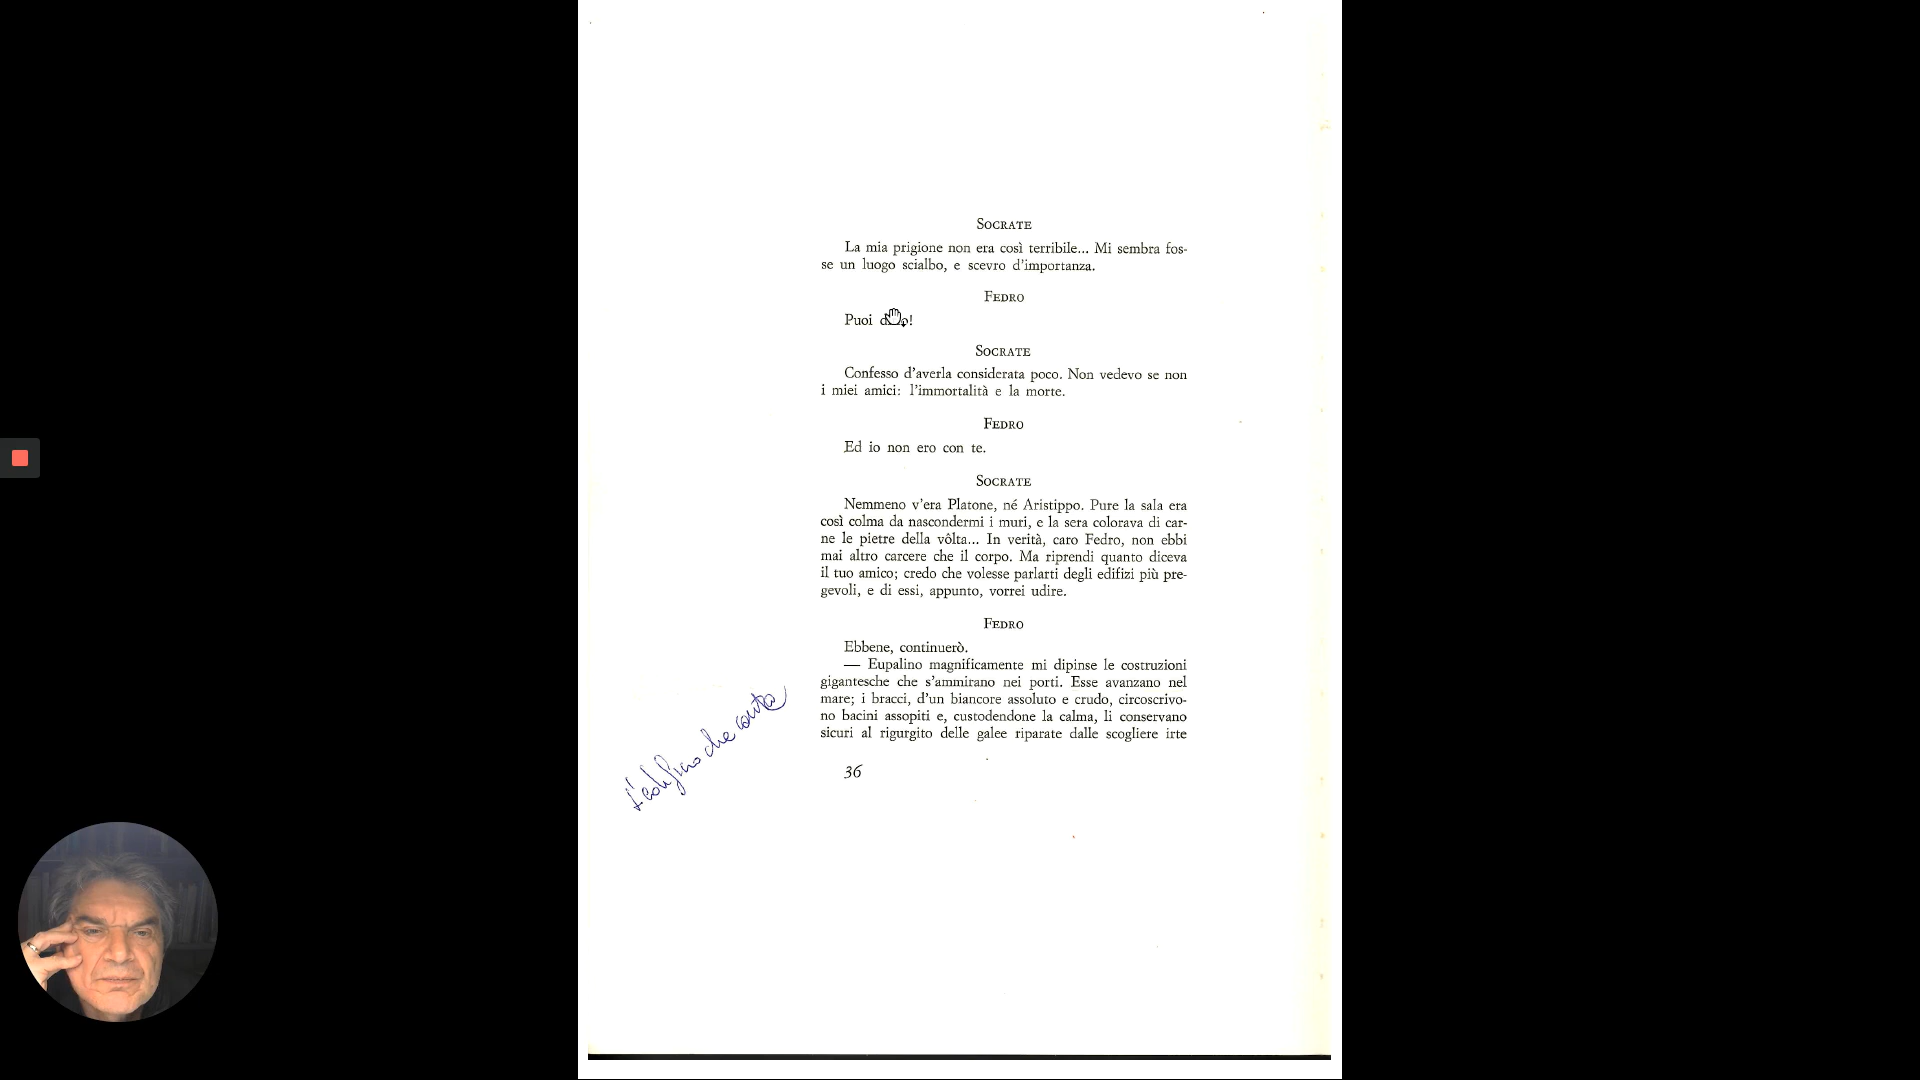 SOCRATE
La mia prigione non era così terribile... Mi sembra fos-
se un luogo scialbo, e scevro d'importanza.
FEDRO
Puoi
SOCRATE
Confesso d'averla considerata poco. Non vedevo se non
i miei amici: l'immortalità e la morte.
FEDRO
Ed io non ero con te.
SOCRATE
Nemmeno v'era Platone, né Aristippo. Pure la sala era
così colma da nascondermi i muri, e la sera colorava di car-
ne le pietre della vôlta... In verità, caro Fedro, non ebbi
mai altro carcere che il corpo. Ma riprendi quanto diceva
il tuo amico; credo che volesse parlarti degli edifizi più pre-
gevoli, e di essi, appunto, vorrei udire.
FEDRO
Ebbene, continuerò.
— Eupalino magnificamente mi dipinse le costruzioni
gigantesche che s'ammirano nei porti. Esse avanzano nel
mare; i bracci, d'un biancore assoluto e crudo, circoscrivo-
no bacini assopiti e, custodendone la calma, li conservano
sicuri al rigurgito delle galee riparate dalle scogliere irte
L'edificio che canta
36